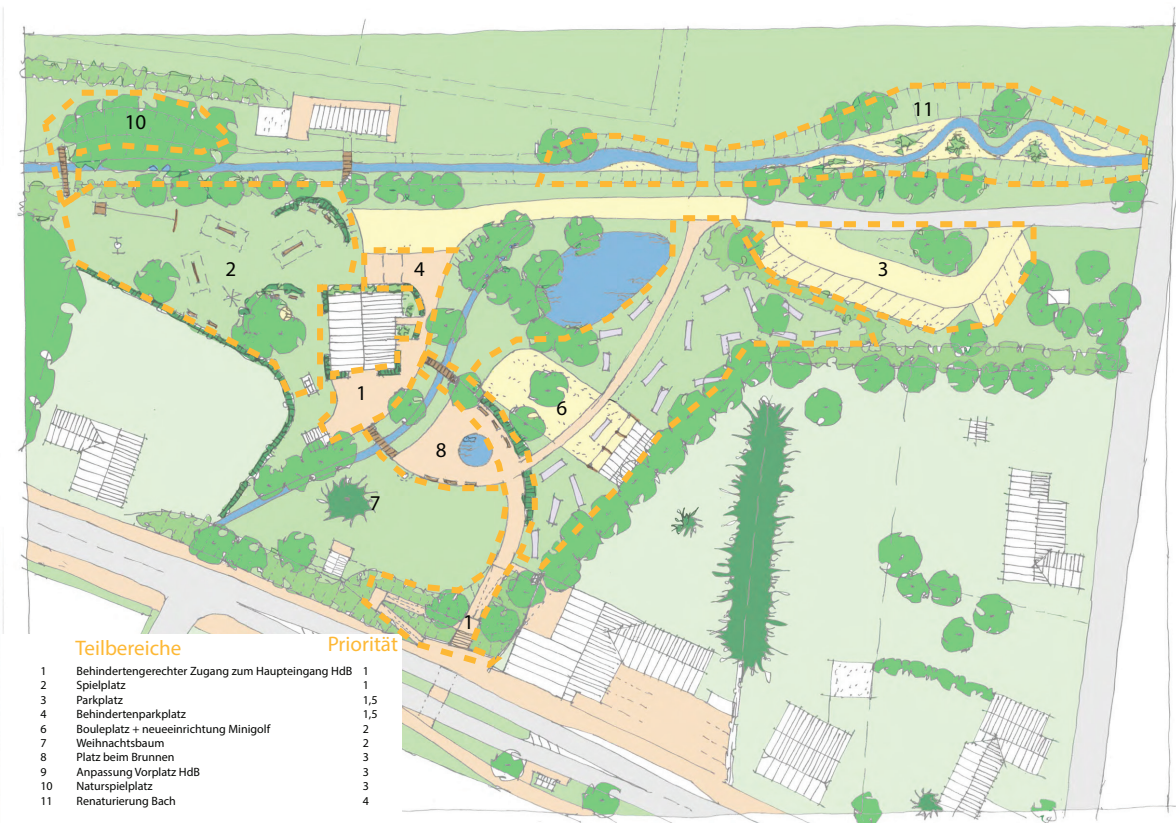 10
11
2
4
3
1
6
8
7
1
Teilbereiche Priorität
1 Behindertengerechter Zugang zum Haupteingang HdB 1
2 Spielplatz 1
3 Parkplatz 1,5
4 Behindertenparkplatz 1,5
6 Bouleplatz + neueeinrichtung Minigolf 2
7 Weihnachtsbaum 2
8 Platz beim Brunnen 3
9 Anpassung Vorplatz HdB 3
10 Naturspielplatz 3
11 Renaturierung Bach 4